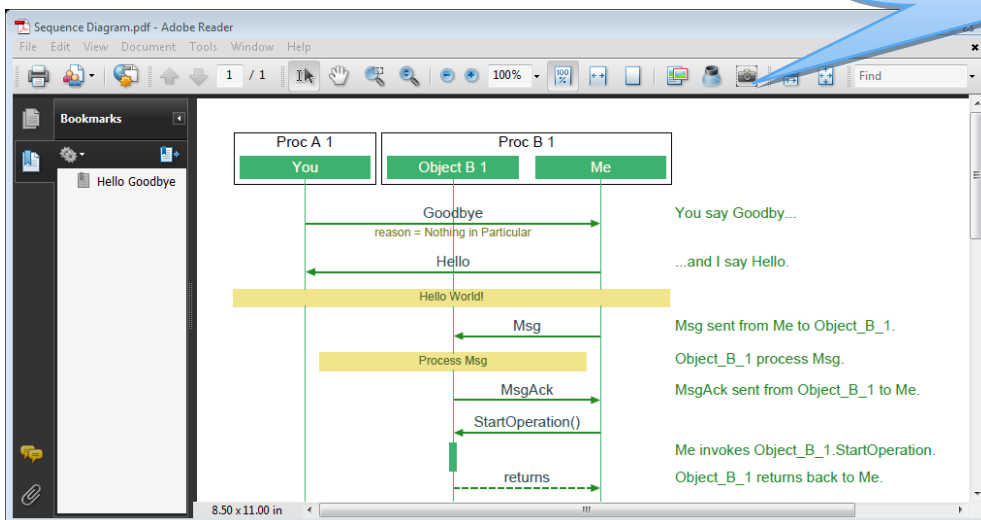 Sequence Diagram.pdf - Adobe Reader
File Edit View Document Tools Window Help
1 / 1 100% Find
Bookmarks
Hello Goodbye
Proc A 1 Proc B 1
You Object B 1 Me
Goodbye You say Goodby...
reason = Nothing in Particular
Hello ...and I say Hello.
Hello World!
Msg Msg sent from Me to Object_B_1.
Process Msg Object_B_1 process Msg.
MsgAck MsgAck sent from Object_B_1 to Me.
StartOperation()
Me invokes Object_B_1.StartOperation.
returns Object_B_1 returns back to Me.
8.50 x 11.00 in